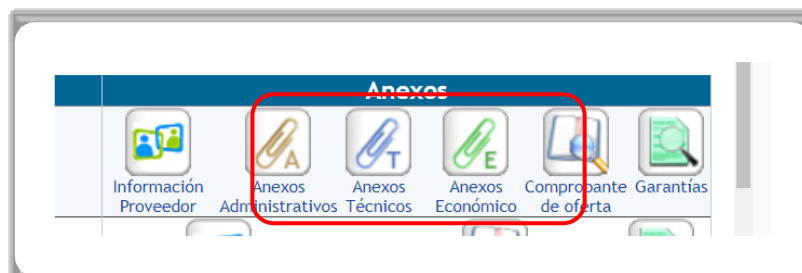 Anexos
A T E
Información Anexos Anexos Anexos Comprobante Garantías
Proveedor Administrativos Técnicos Económico de oferta